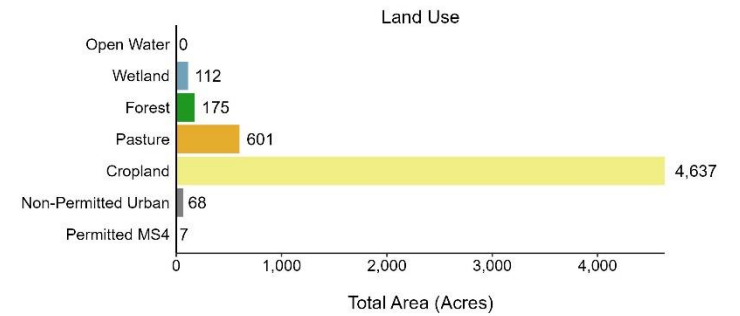 Land Use
Open Water 0
Wetland 112
Forest 175
Pasture 601
Cropland 4,637
Non-Permitted Urban 68
Permitted MS4 7
0 1,000 2,000 3,000 4,000
Total Area (Acres)